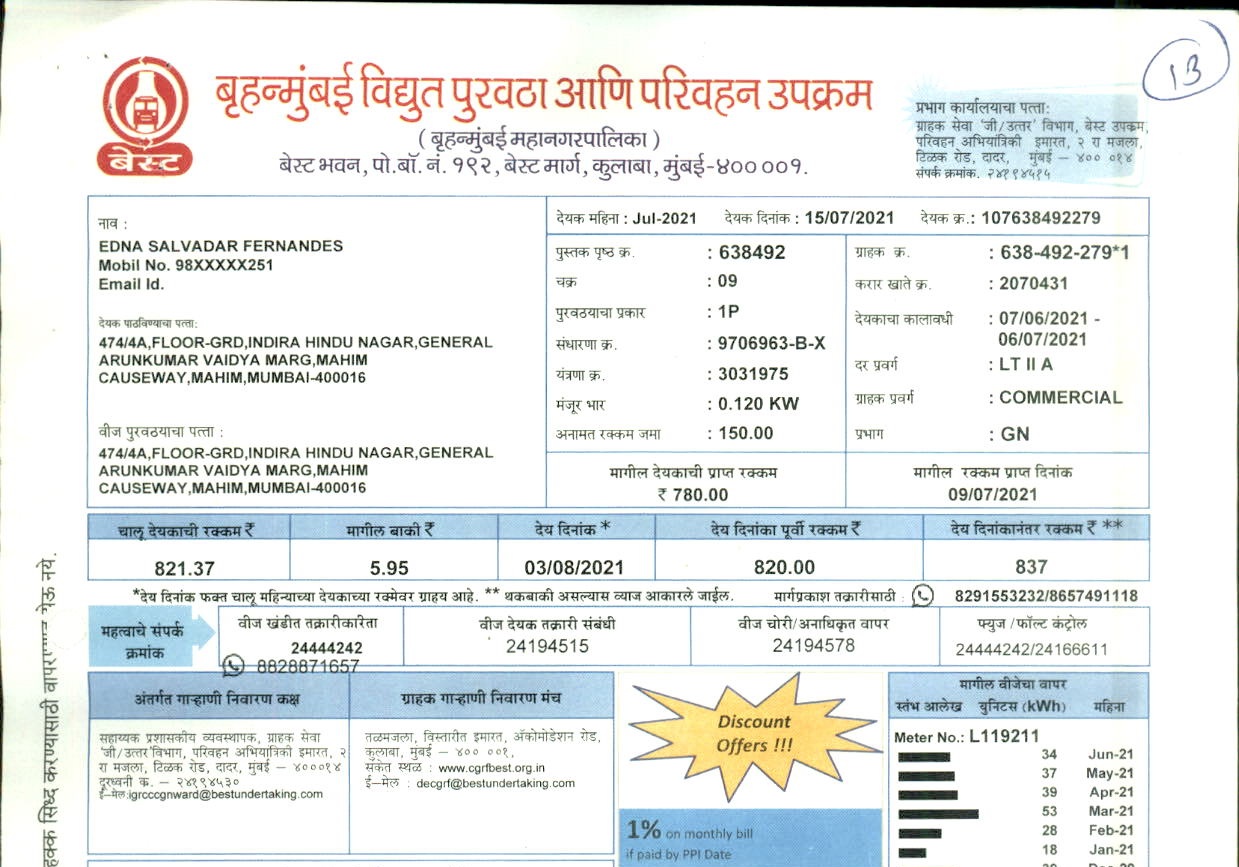 13
बेस्ट
बृहन्मुंबई विद्युत पुरवठा आणि परिवहन उपक्रम
( बृहन्मुंबई महानगरपालिका )
बेस्ट भवन, पो.बॉ. नं. १९२, बेस्ट मार्ग, कुलाबा, मुंबई-४०० ००१.
प्रभाग कार्यालयाचा पत्ता:
ग्राहक सेवा 'जी/उत्तर' विभाग, बेस्ट उपक्रम,
परिवहन अभियांत्रिकी इमारत, २ रा मजला,
टिळक रोड, दादर, मुंबई – ४०० ०१४
संपर्क क्रमांक. २४१९४५१५
नाव :
EDNA SALVADAR FERNANDES
Mobil No. 98XXXXX251
Email Id.
देयक पाठविण्याचा पत्ता:
474/4A,FLOOR-GRD,INDIRA HINDU NAGAR,GENERAL
ARUNKUMAR VAIDYA MARG,MAHIM
CAUSEWAY,MAHIM,MUMBAI-400016
वीज पुरवठयाचा पत्ता :
474/4A,FLOOR-GRD,INDIRA HINDU NAGAR,GENERAL
ARUNKUMAR VAIDYA MARG,MAHIM
CAUSEWAY,MAHIM,MUMBAI-400016
देयक महिना : Jul-2021 देयक दिनांक : 15/07/2021 देयक क्र.: 107638492279
पुस्तक पृष्ठ क्र. : 638492
चक्र : 09
पुरवठयाचा प्रकार : 1P
संधारणा क्र. : 9706963-B-X
यंत्रणा क्र. : 3031975
मंजूर भार : 0.120 KW
अनामत रक्कम जमा : 150.00
ग्राहक क्र. : 638-492-279*1
करार खाते क्र. : 2070431
देयकाचा कालावधी : 07/06/2021 -
06/07/2021
दर प्रवर्ग : LT II A
ग्राहक प्रवर्ग : COMMERCIAL
प्रभाग : GN
मागील देयकाची प्राप्त रक्कम
₹ 780.00
मागील रक्कम प्राप्त दिनांक
09/07/2021
चालू देयकाची रक्कम ₹ मागील बाकी ₹ देय दिनांक * देय दिनांका पूर्वी रक्कम ₹ देय दिनांकानंतर रक्कम ₹ **
821.37 5.95 03/08/2021 820.00 837
*देय दिनांक फक्त चालू महिन्याच्या देयकाच्या रक्मेवर ग्राहय आहे. ** थकबाकी असल्यास व्याज आकारले जाईल. मार्गप्रकाश तक्रारीसाठी : 8291553232/8657491118
महत्वाचे संपर्क
क्रमांक
वीज खंडीत तक्रारीकरिता
24444242
8828871657
वीज देयक तक्रारी संबंधी
24194515
वीज चोरी/अनाधिकृत वापर
24194578
फ्युज /फॉल्ट कंट्रोल
24444242/24166611
अंतर्गत गाऱ्हाणी निवारण कक्ष
सहाय्यक प्रशासकीय व्यवस्थापक, ग्राहक सेवा
'जी/उत्तर'विभाग, परिवहन अभियात्रिकी इमारत, २
रा मजला, टिळक रोड, दादर, मुंबई – ४०००१४
दूरध्वनी क. – २४१९४५३०
ई–मेल:igrcccgnward@bestundertaking.com
ग्राहक गाऱ्हाणी निवारण मंच
तळमजला, विस्तारीत इमारत, ॲकोमोडेशन रोड,
कुलाबा, मुंबई – ४०० ००१,
संकेत स्थळ : www.cgrfbest.org.in
ई–मेल : decgrf@bestundertaking.com
Discount
Offers !!!
1% on monthly bill
if paid by PPI Date
मागील वीजेचा वापर
स्तंभ आलेख युनिटस (kWh) महिना
Meter No.: L119211
34 Jun-21
37 May-21
39 Apr-21
53 Mar-21
28 Feb-21
18 Jan-21
हक्क सिध्द करण्यासाठी
येऊ नये.